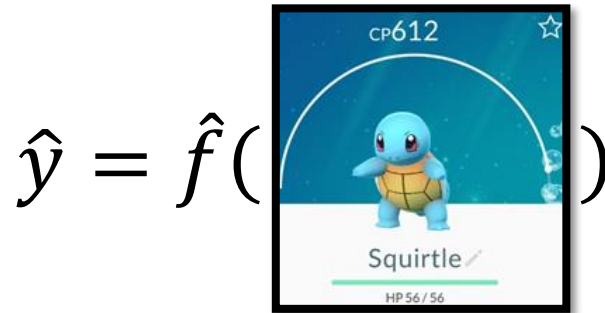 CP612
ŷ = f̂( )
Squirtle
HP 56 / 56